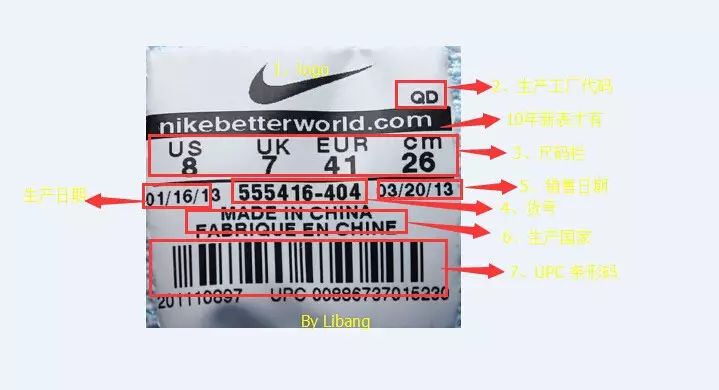 1、logo
2、生产工厂代码
QD
nikebetterworld.com
10年新表才有
US UK EUR cm
8 7 41 26
3、尺码栏
生产日期
01/16/13 555416-404 03/20/13
5、销售日期
4、货号
MADE IN CHINA
FABRIQUE EN CHINE
6、生产国家
7、UPC 条形码
201110897 UPC 00886737015239
By Libang